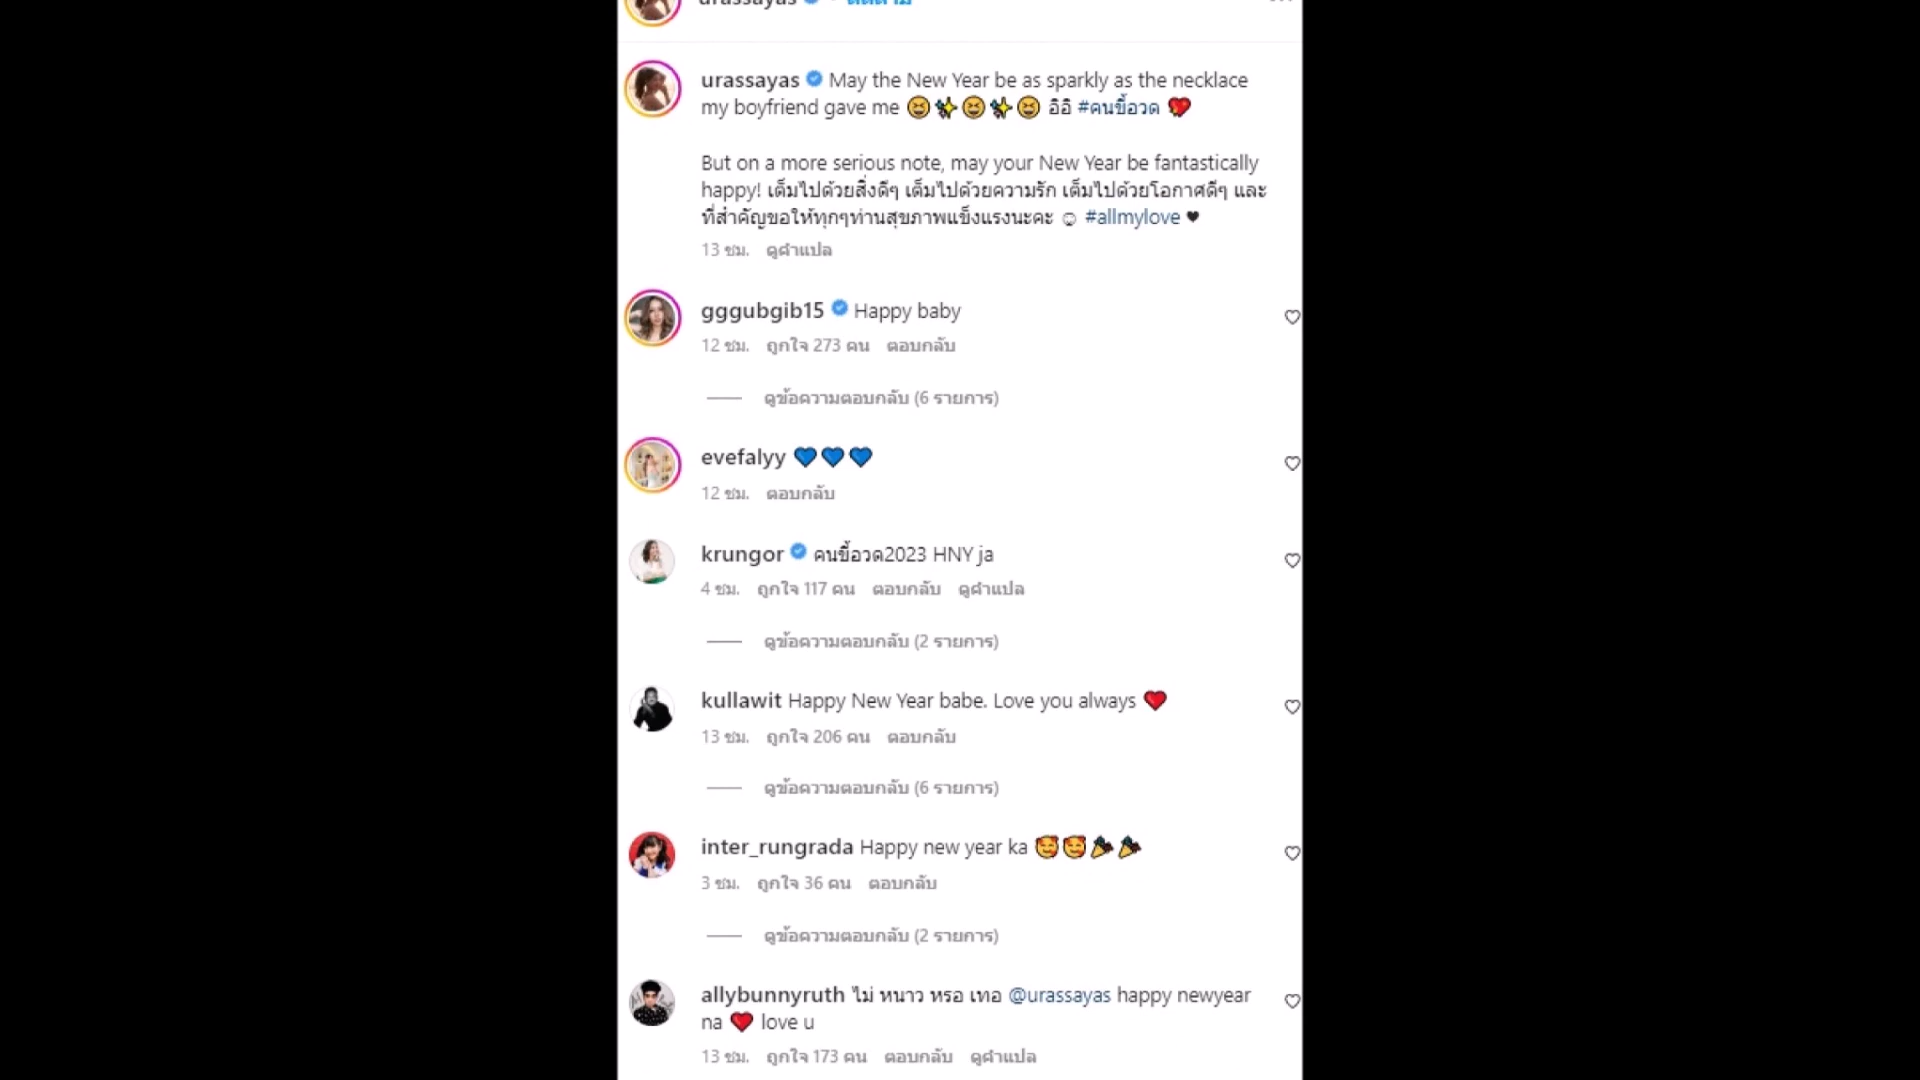 urassayas • ติดตาม
urassayas May the New Year be as sparkly as the necklace
my boyfriend gave me 😆✨😆✨😆 อิอิ #คนขี้อวด 💖
But on a more serious note, may your New Year be fantastically
happy! เต็มไปด้วยสิ่งดีๆ เต็มไปด้วยความรัก เต็มไปด้วยโอกาศดีๆ และ
ที่สำคัญขอให้ทุกๆท่านสุขภาพแข็งแรงนะคะ ☺ #allmylove ♥
13 ชม. ดูคำแปล
gggubgib15 Happy baby
12 ชม. ถูกใจ 273 คน ตอบกลับ
ดูข้อความตอบกลับ (6 รายการ)
evefalyy 💙💙💙
12 ชม. ตอบกลับ
krungor คนขี้อวด2023 HNY ja
4 ชม. ถูกใจ 117 คน ตอบกลับ ดูคำแปล
ดูข้อความตอบกลับ (2 รายการ)
kullawit Happy New Year babe. Love you always ❤️
13 ชม. ถูกใจ 206 คน ตอบกลับ
ดูข้อความตอบกลับ (6 รายการ)
inter_rungrada Happy new year ka 🥰🥰🎉🎉
3 ชม. ถูกใจ 36 คน ตอบกลับ
ดูข้อความตอบกลับ (2 รายการ)
allybunnyruth ไม่ หนาว หรอ เทอ @urassayas happy newyear
na ❤️ love u
13 ชม. ถูกใจ 173 คน ตอบกลับ ดูคำแปล